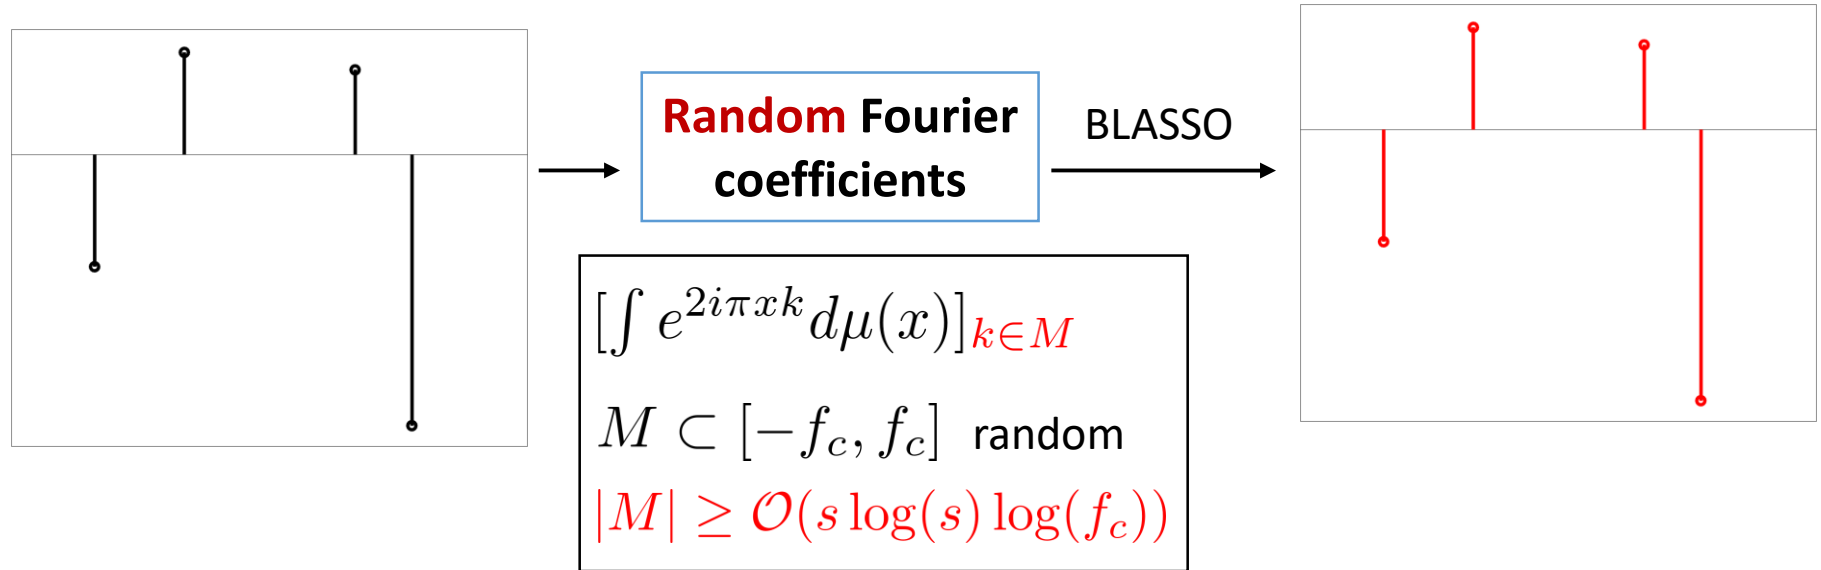 Random Fourier
coefficients
BLASSO
[∫ e^{2iπxk} dμ(x)]_{k∈M}
M ⊂ [−f_c, f_c] random
|M| ≥ 𝒪(s log(s) log(f_c))